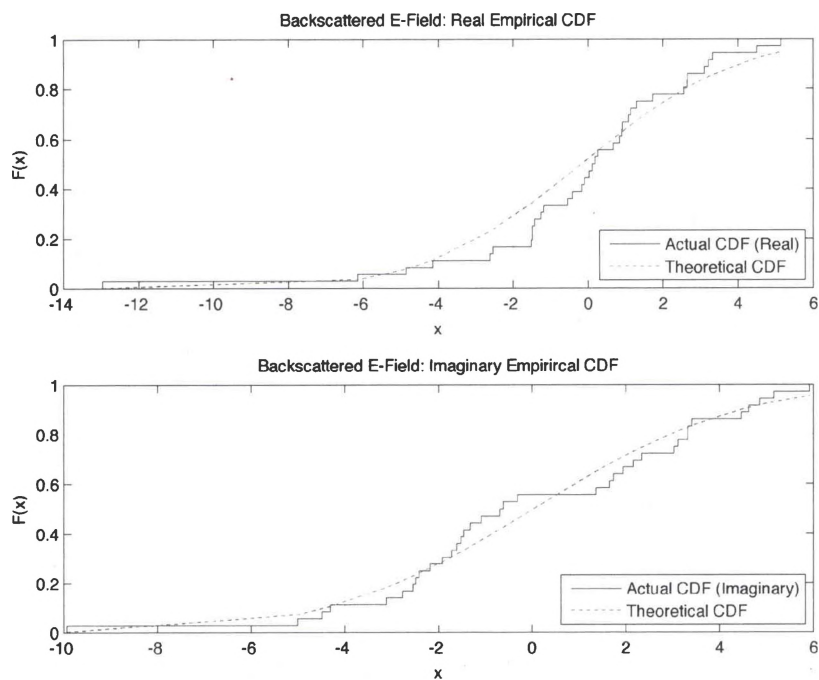 Backscattered E-Field: Real Empirical CDF
1
0.8
0.6
0.4
0.2
0
F(x)
Actual CDF (Real)
Theoretical CDF
-14 -12 -10 -8 -6 -4 -2 0 2 4 6
x
Backscattered E-Field: Imaginary Empirircal CDF
1
0.8
0.6
0.4
0.2
0
F(x)
Actual CDF (Imaginary)
Theoretical CDF
-10 -8 -6 -4 -2 0 2 4 6
x